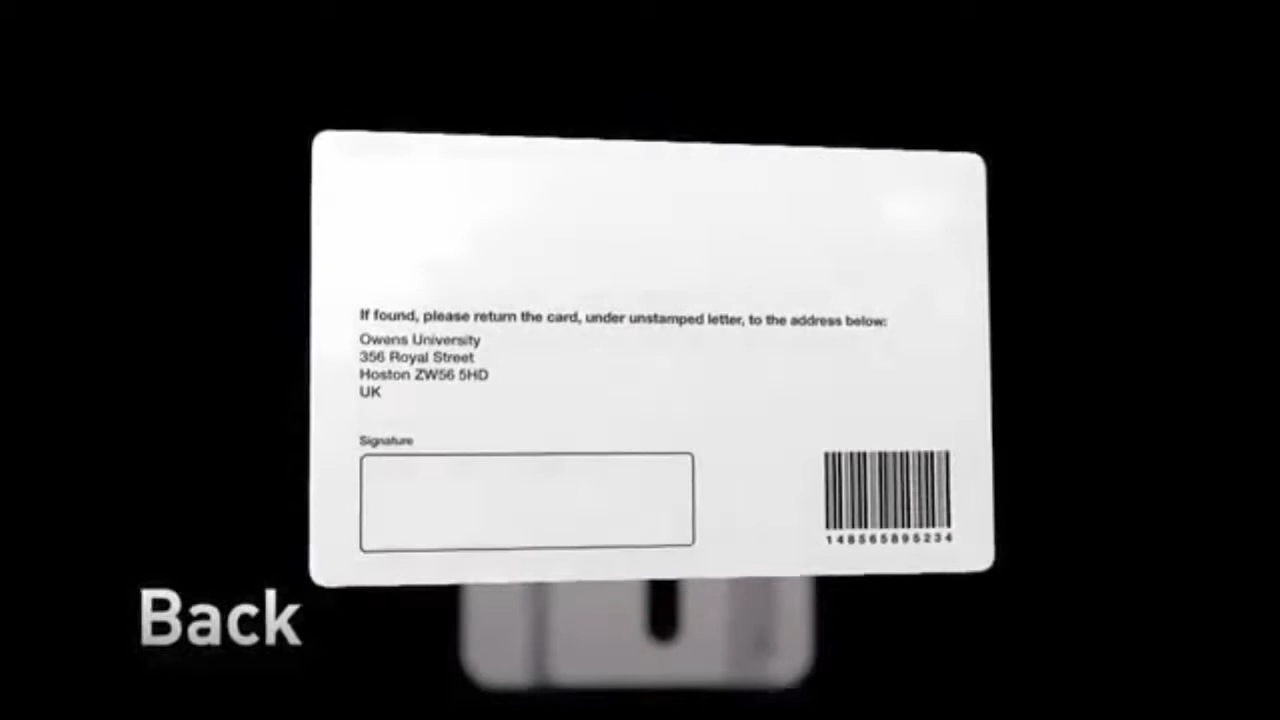 If found, please return the card, under unstamped letter, to the address below:
Owens University
356 Royal Street
Hoston ZW56 5HD
UK
Signature
148565895234
Back